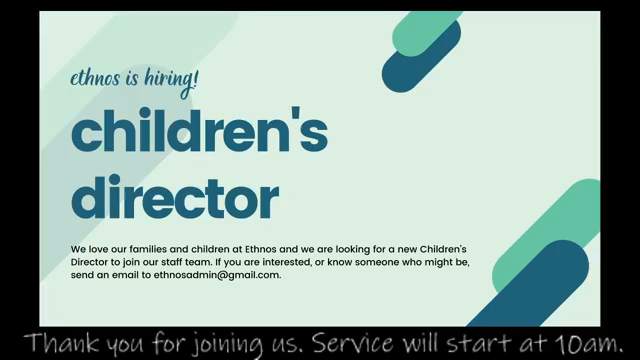 ethnos is hiring!
children's
director
We love our families and children at Ethnos and we are looking for a new Children's
Director to join our staff team. If you are interested, or know someone who might be,
send an email to ethnosadmin@gmail.com.
Thank you for joining us. Service will start at 10am.